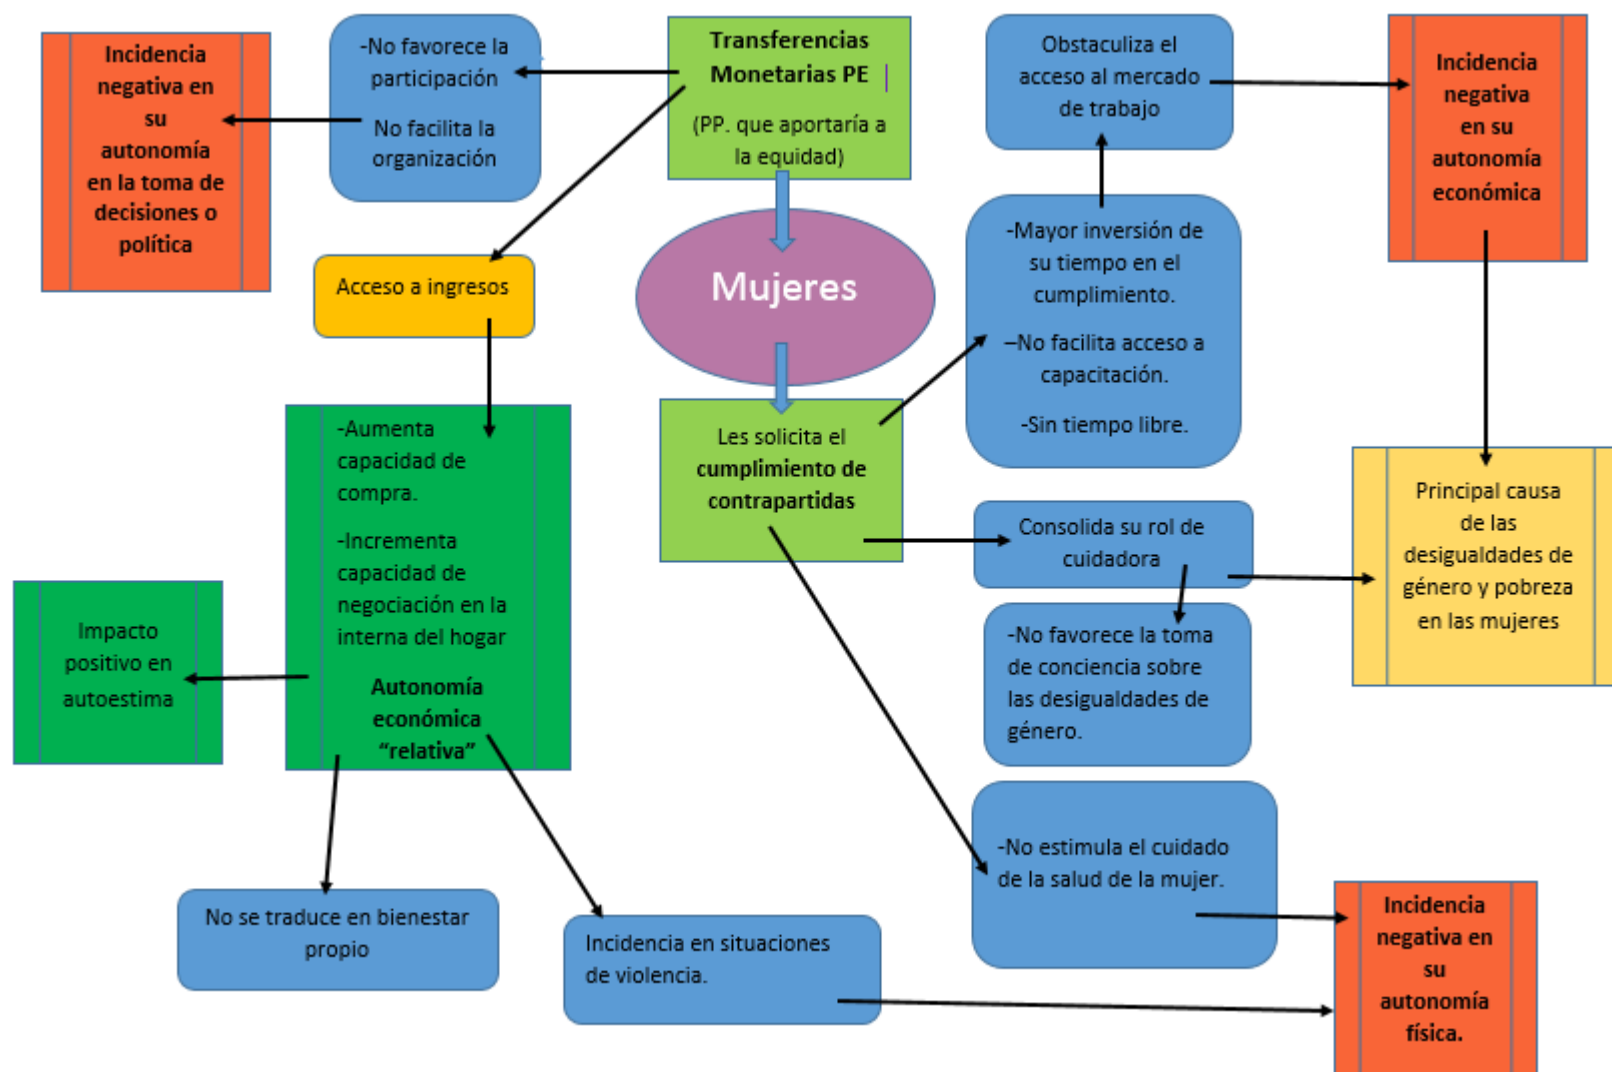 Incidencia
negativa en
su
autonomía
en la toma de
decisiones o
política
-No favorece la
participación
No facilita la
organización
Transferencias
Monetarias PE
(PP. que aportaría a
la equidad)
Obstaculiza el
acceso al mercado
de trabajo
Incidencia
negativa
en su
autonomía
económica
Acceso a ingresos
Mujeres
-Mayor inversión de
su tiempo en el
cumplimiento.
–No facilita acceso a
capacitación.
-Sin tiempo libre.
-Aumenta
capacidad de
compra.
-Incrementa
capacidad de
negociación en la
interna del hogar
Autonomía
económica
“relativa”
Les solicita el
cumplimiento de
contrapartidas
Consolida su rol de
cuidadora
Principal causa
de las
desigualdades de
género y pobreza
en las mujeres
Impacto
positivo en
autoestima
-No favorece la toma
de conciencia sobre
las desigualdades de
género.
-No estimula el cuidado
de la salud de la mujer.
No se traduce en bienestar
propio
Incidencia en situaciones
de violencia.
Incidencia
negativa en
su
autonomía
física.